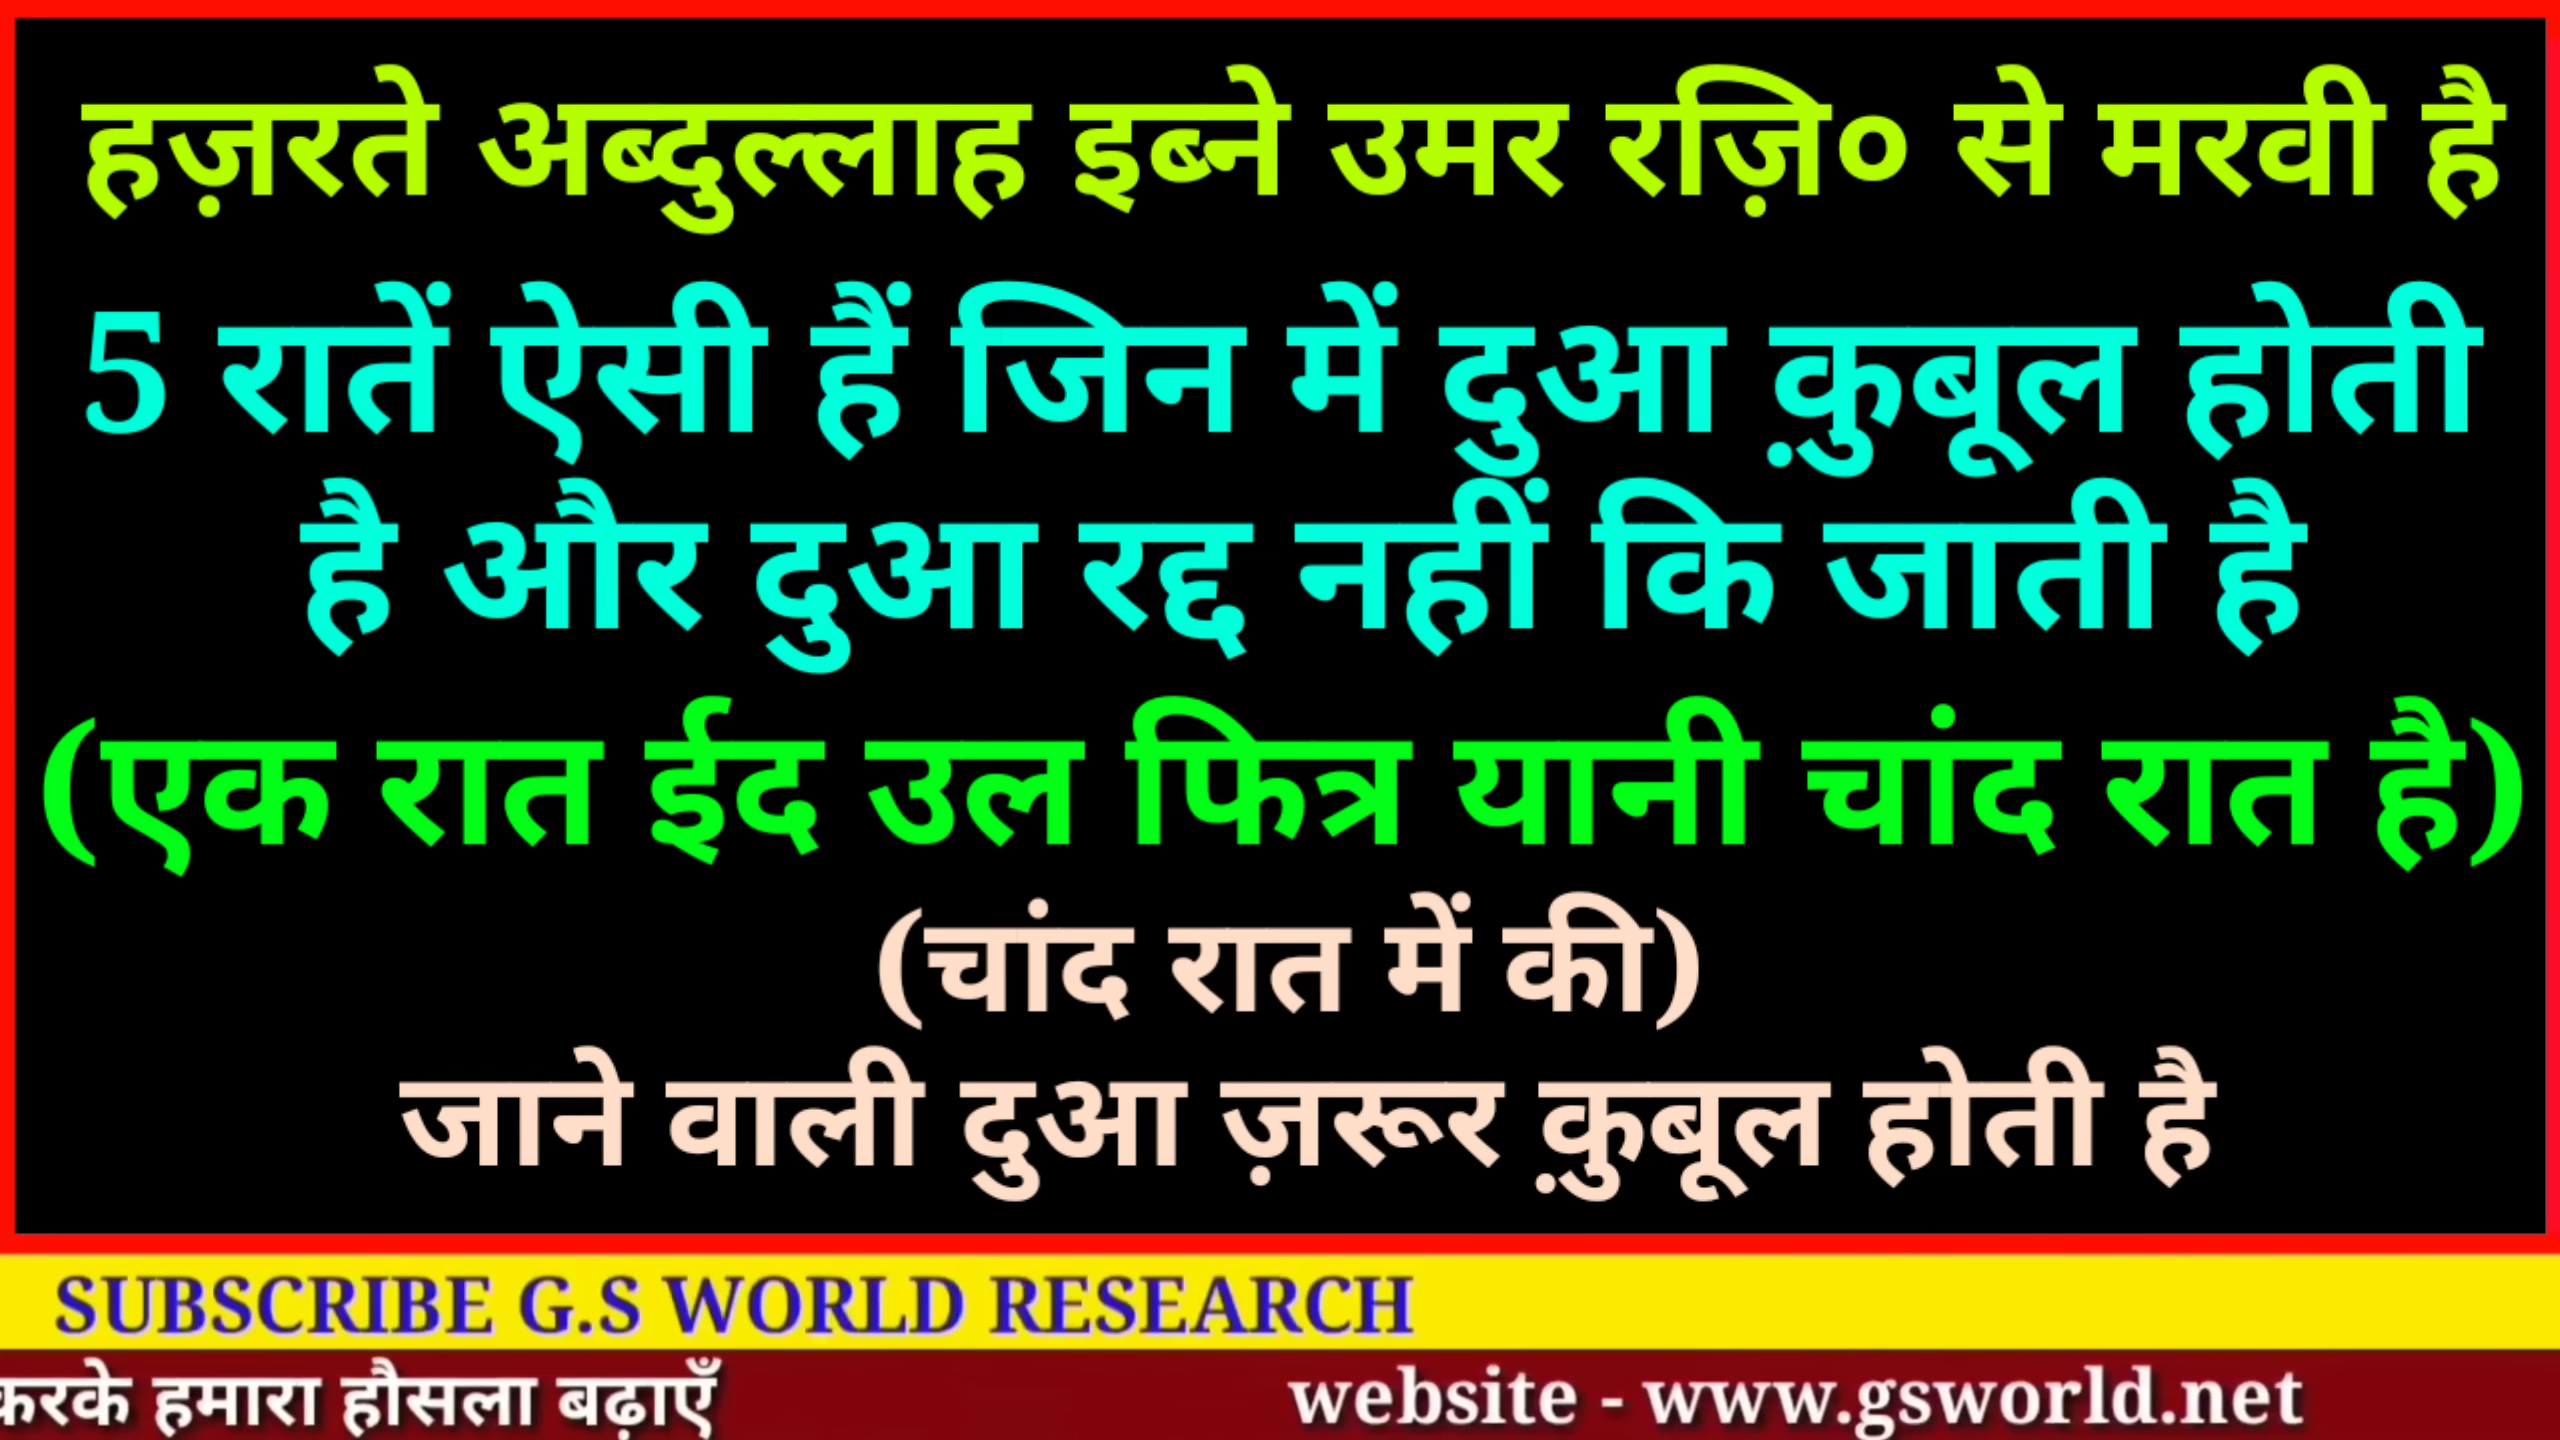 हज़रते अब्दुल्लाह इब्ने उमर रज़ि० से मरवी है
5 रातें ऐसी हैं जिन में दुआ क़ुबूल होती
है और दुआ रद्द नहीं कि जाती है
(एक रात ईद उल फित्र यानी चांद रात है)
(चांद रात में की)
जाने वाली दुआ ज़रूर क़ुबूल होती है
SUBSCRIBE G.S WORLD RESEARCH
करके हमारा हौसला बढ़ाएँ website - www.gsworld.net